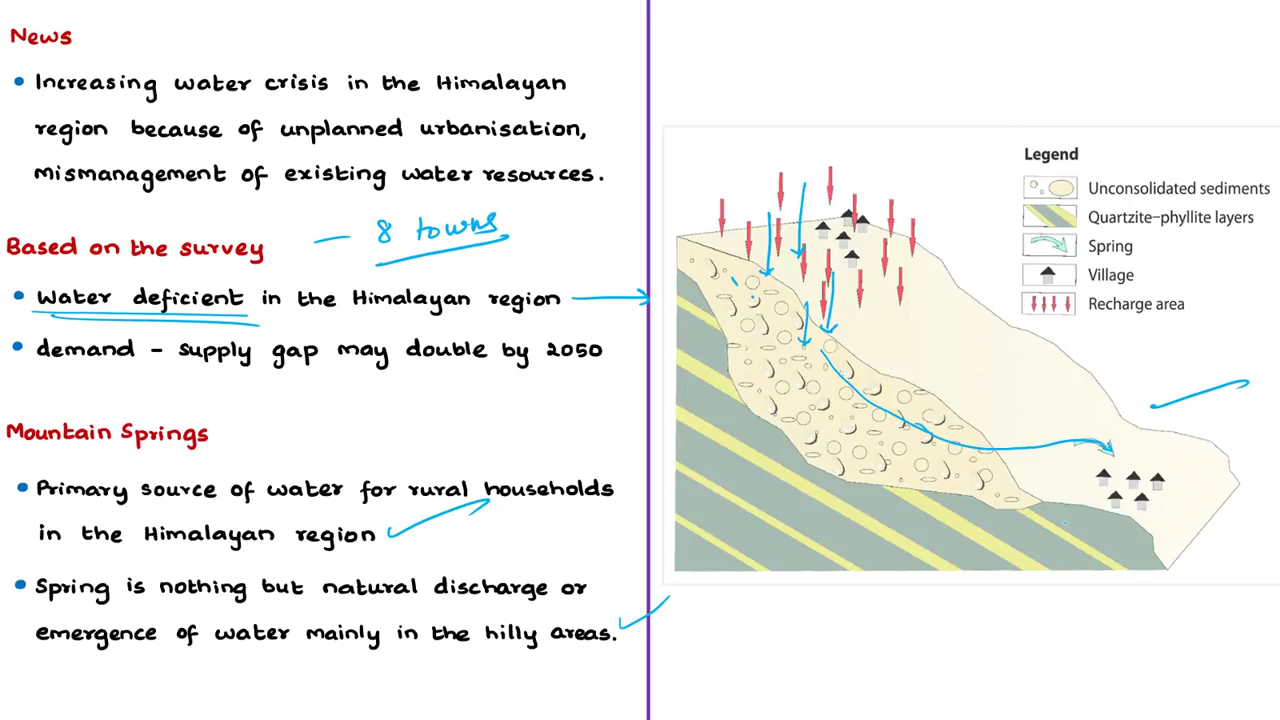 News
• Increasing water crisis in the Himalayan
region because of unplanned urbanisation,
mismanagement of existing water resources.
Based on the survey
— 8 towns
• Water deficient in the Himalayan region
• demand – supply gap may double by 2050
Mountain Springs
• Primary source of water for rural households
in the Himalayan region
• Spring is nothing but natural discharge or
emergence of water mainly in the hilly areas.
Legend
Unconsolidated sediments
Quartzite–phyllite layers
Spring
Village
Recharge area